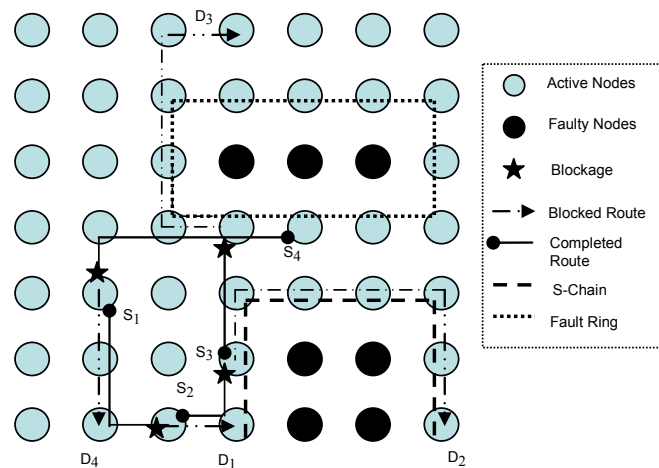 D3
Active Nodes
Faulty Nodes
Blockage
Blocked Route
Completed
Route
S-Chain
Fault Ring
S4
S1
S3
S2
D4
D1
D2